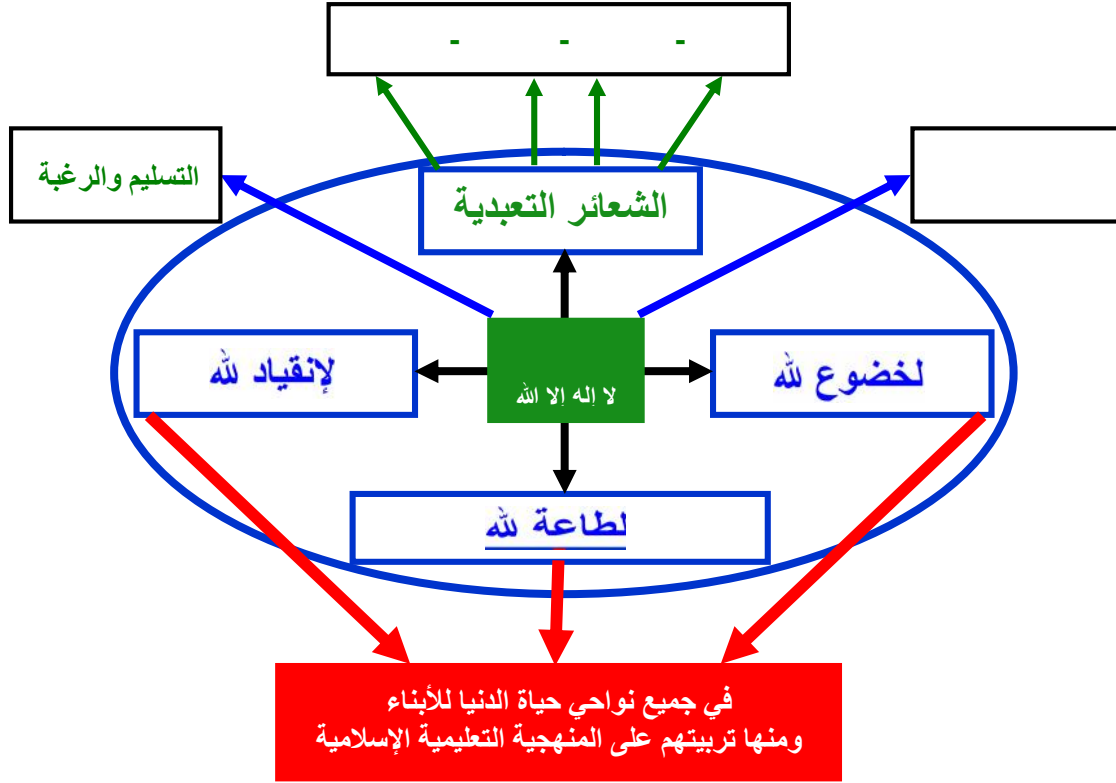 - - -
التسليم والرغبة
الشعائر التعبدية
لخضوع لله
لا إله إلا الله
لإنقياد لله
لطاعة لله
في جميع نواحي حياة الدنيا للأبناء
ومنها تربيتهم على المنهجية التعليمية الإسلامية